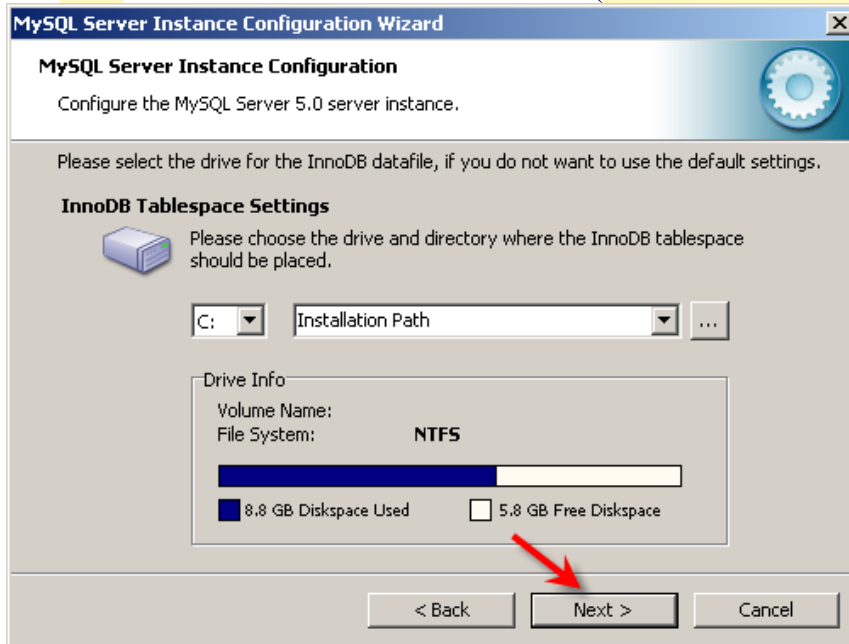 MySQL Server Instance Configuration Wizard
MySQL Server Instance Configuration
Configure the MySQL Server 5.0 server instance.
Please select the drive for the InnoDB datafile, if you do not want to use the default settings.
InnoDB Tablespace Settings
Please choose the drive and directory where the InnoDB tablespace
should be placed.
C: Installation Path ...
Drive Info
Volume Name:
File System: NTFS
8.8 GB Diskspace Used 5.8 GB Free Diskspace
< Back Next > Cancel